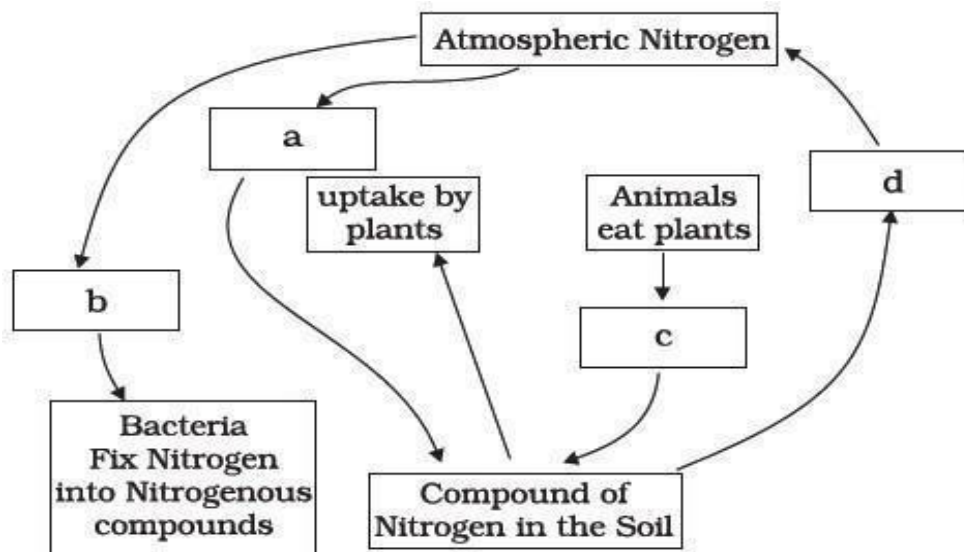 Atmospheric Nitrogen
a
uptake by
plants
Animals
eat plants
d
b
c
Bacteria
Fix Nitrogen
into Nitrogenous
compounds
Compound of
Nitrogen in the Soil